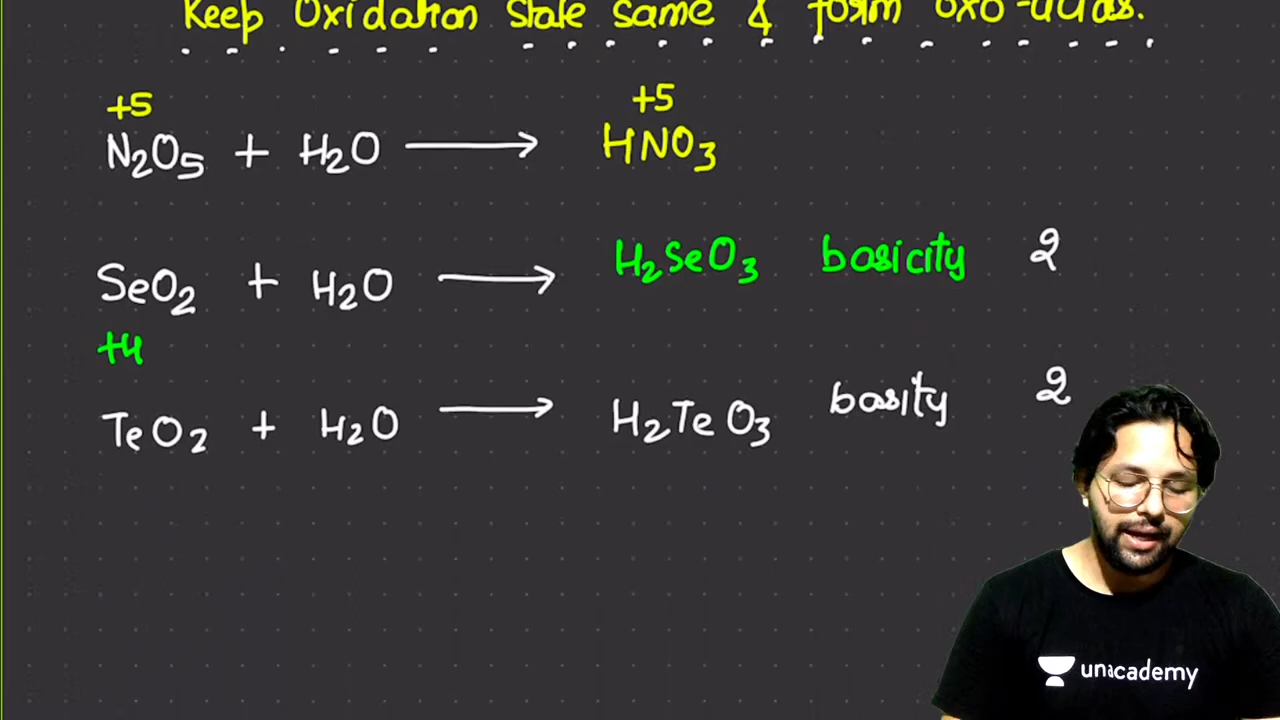 Keep Oxidation State same & form oxo-acids.
+5 +5
N2O5 + H2O ⟶ HNO3
SeO2 + H2O ⟶ H2SeO3 basicity 2
+4
TeO2 + H2O ⟶ H2TeO3 basity 2
unacademy